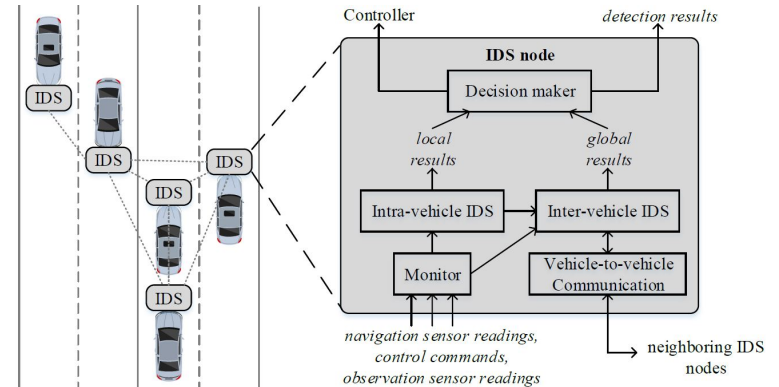 IDS
IDS
IDS
IDS
IDS
Controller
detection results
IDS node
Decision maker
local
results
global
results
Intra-vehicle IDS
Inter-vehicle IDS
Monitor
Vehicle-to-vehicle
Communication
navigation sensor readings,
control commands,
observation sensor readings
neighboring IDS
nodes